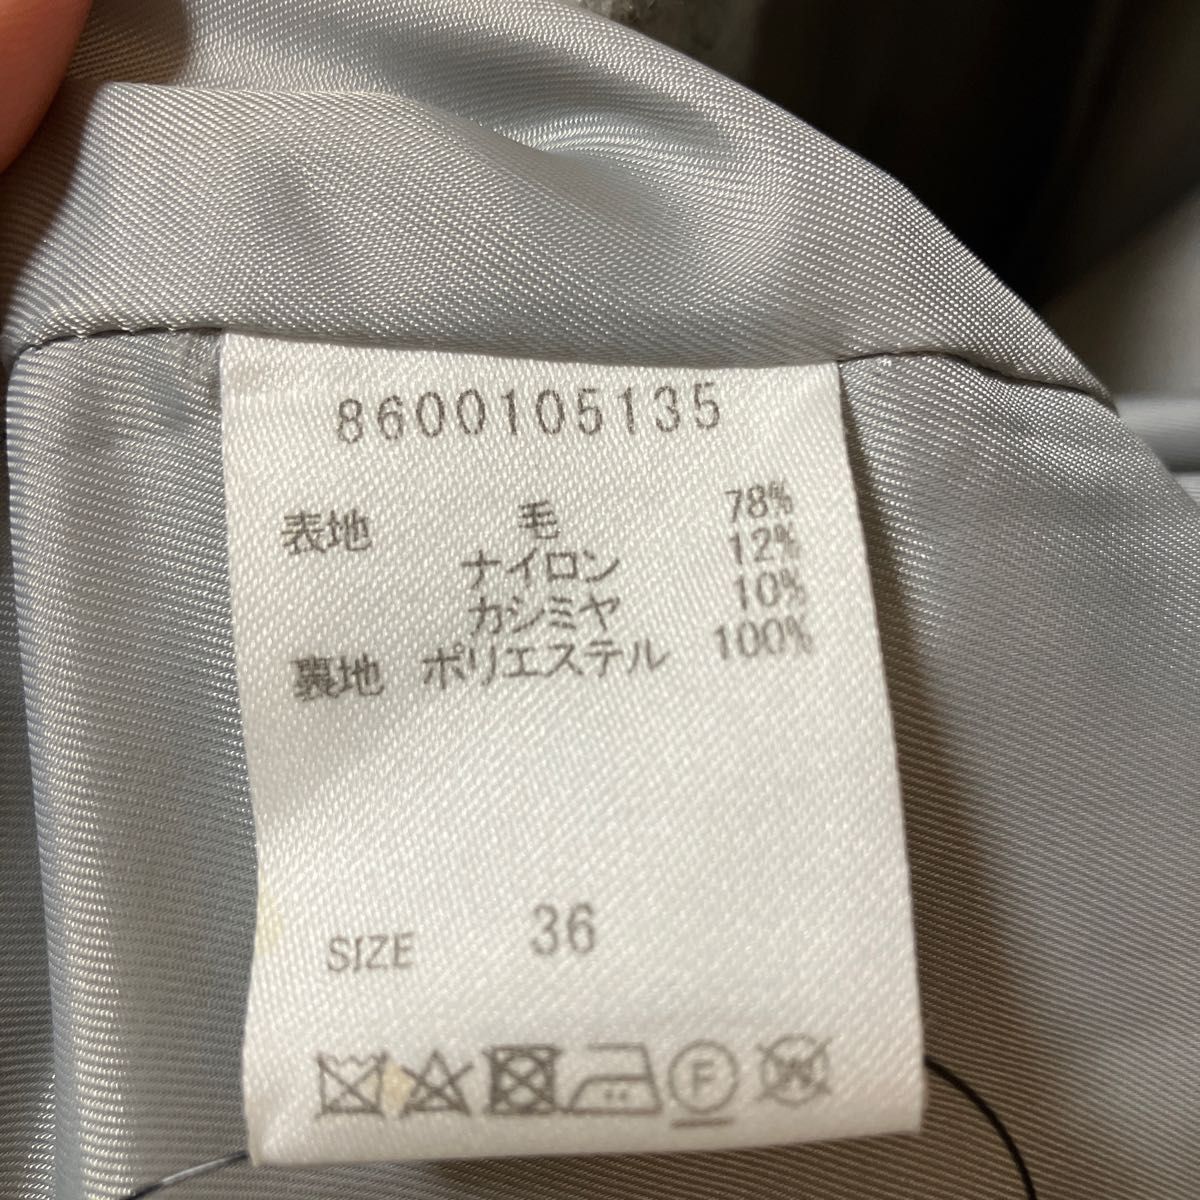 8600105135
表地 毛 78%
ナイロン 12%
カシミヤ 10%
裏地 ポリエステル 100%
SIZE 36
F W